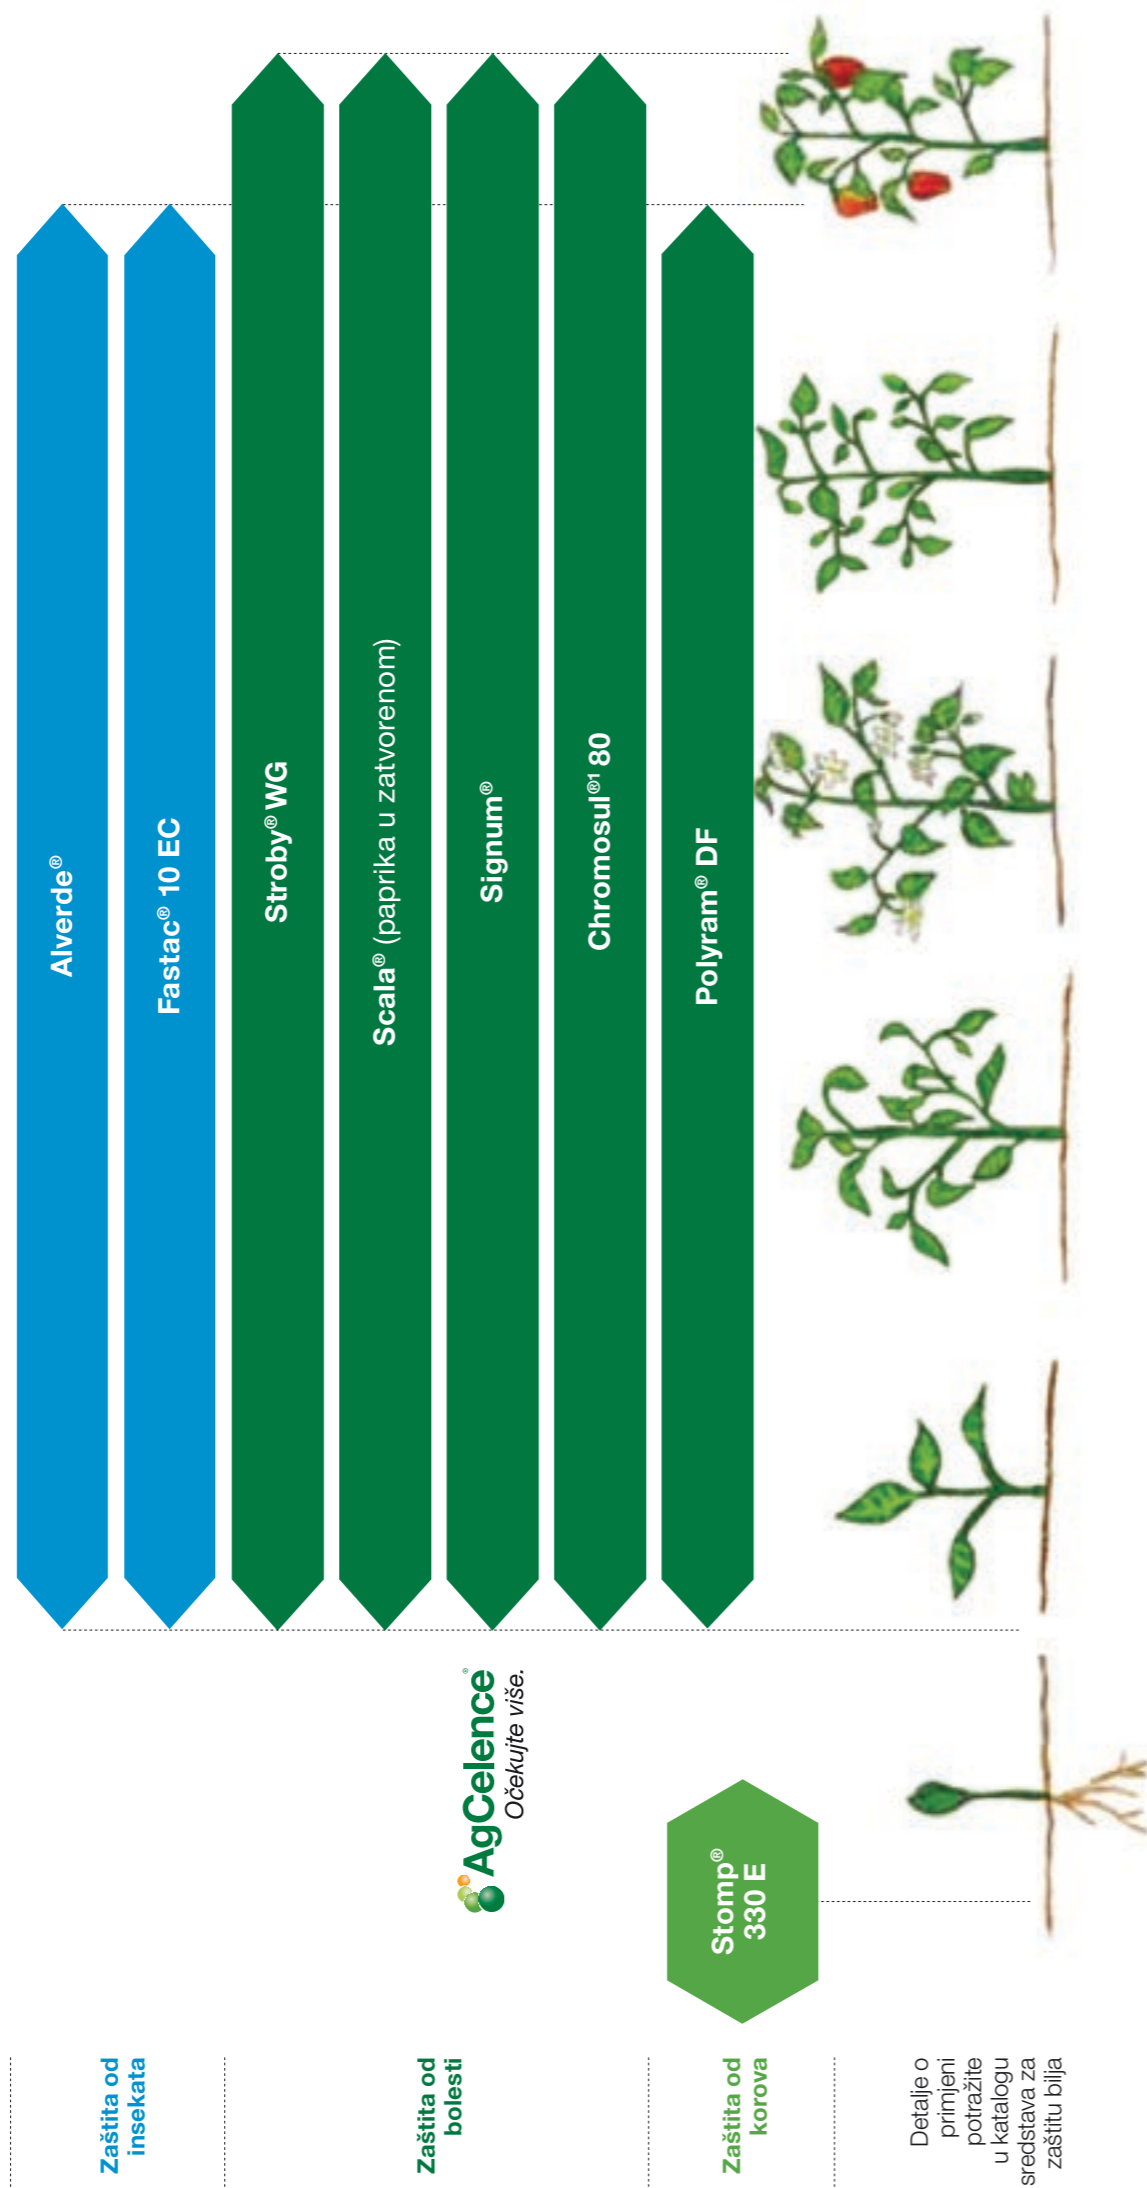 Zaštita od
insekata
Alverde®
Fastac® 10 EC
Zaštita od
bolesti
Stroby® WG
Scala® (paprika u zatvorenom)
Signum®
Chromosul®¹ 80
Polyram® DF
AgCelence®
Očekujte više.
Zaštita od
korova
Stomp®
330 E
Detalje o
primjeni
potražite
u katalogu
sredstava za
zaštitu bilja